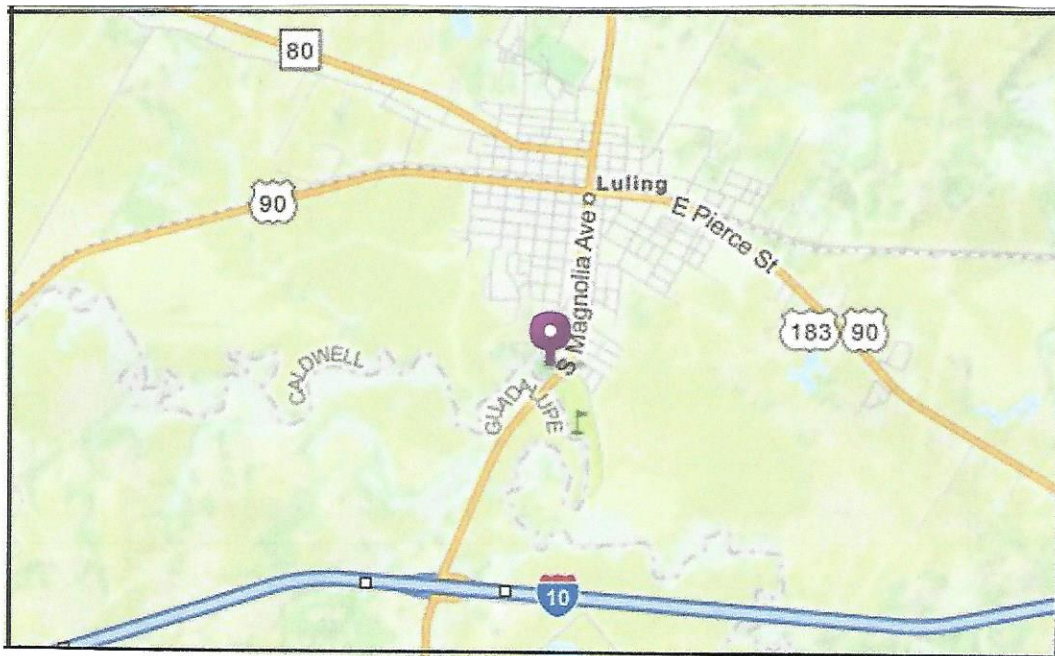 80
Luling
90
E Pierce St
S Magnolia Ave
183
90
CALDWELL
GUADALUPE
10